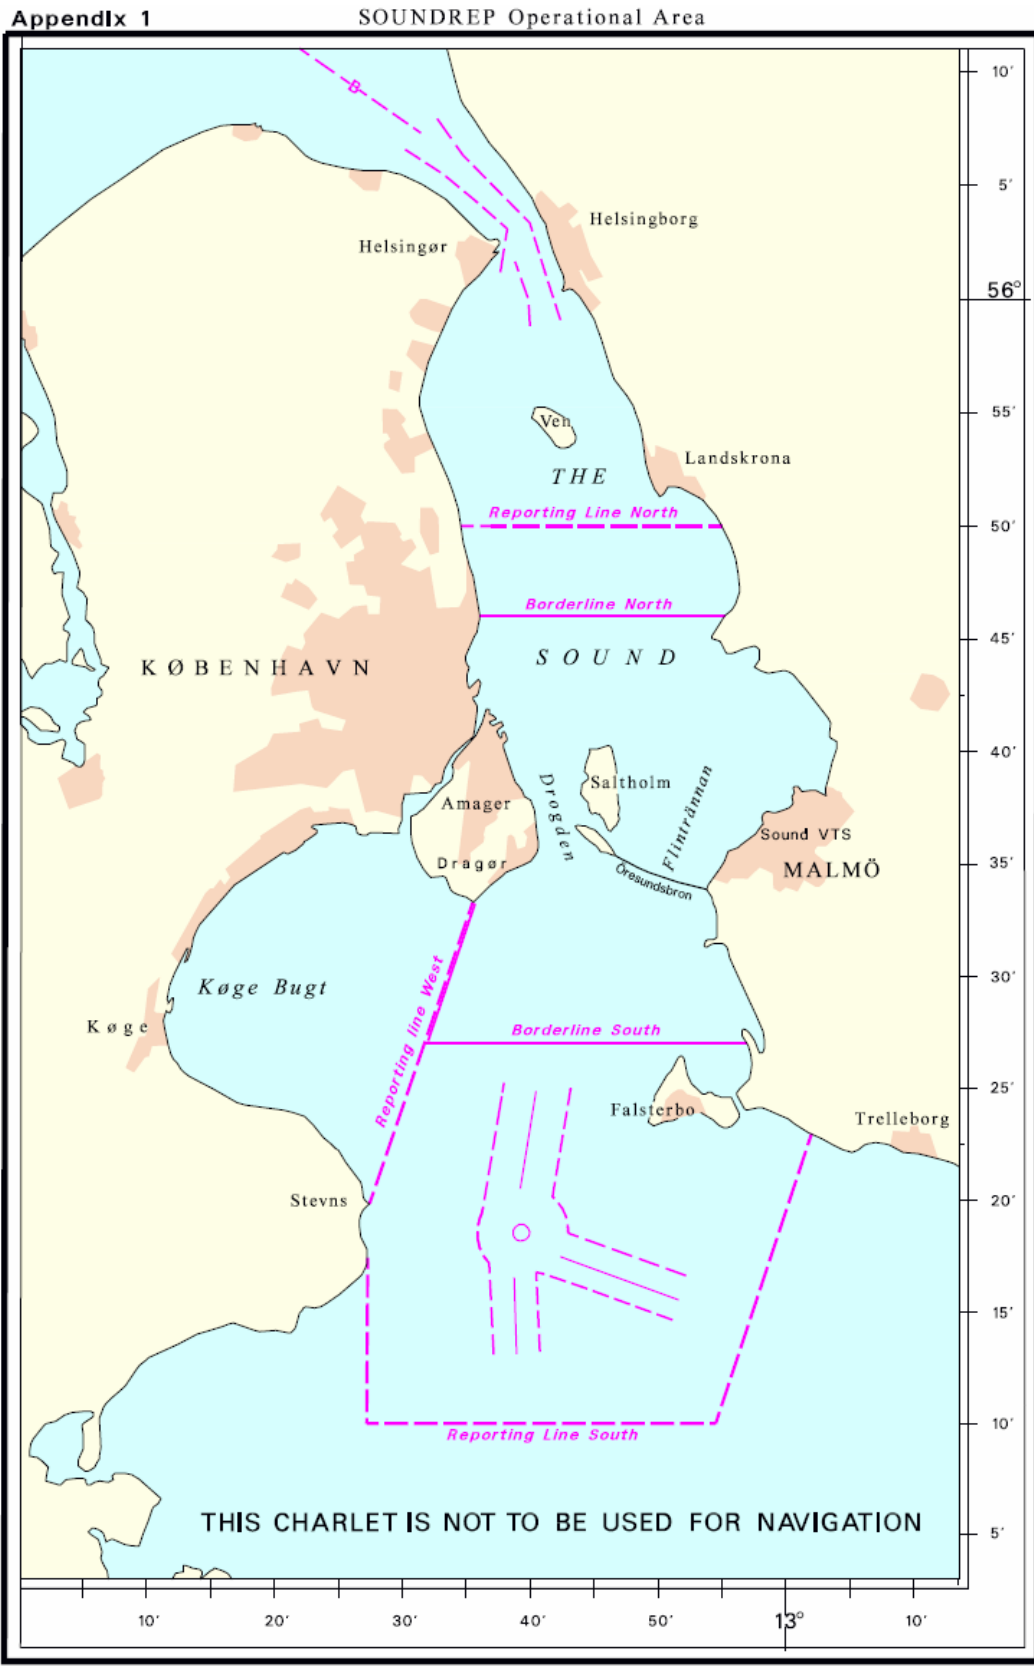 Appendix 1
SOUNDREP Operational Area
10′
B
5′
Helsingborg
Helsingør
56°
55′
Ven
Landskrona
THE
Reporting Line North
50′
Borderline North
45′
SOUND
KØBENHAVN
40′
Saltholm
Drogden
Flintrännan
Amager
Sound VTS
Dragør
35′
MALMÖ
Öresundsbron
Reporting line West
Køge Bugt
30′
Køge
Borderline South
25′
Falsterbo
Trelleborg
Stevns
20′
15′
10′
Reporting Line South
THIS CHARLET IS NOT TO BE USED FOR NAVIGATION
5′
10′ 20′ 30′ 40′ 50′ 13° 10′